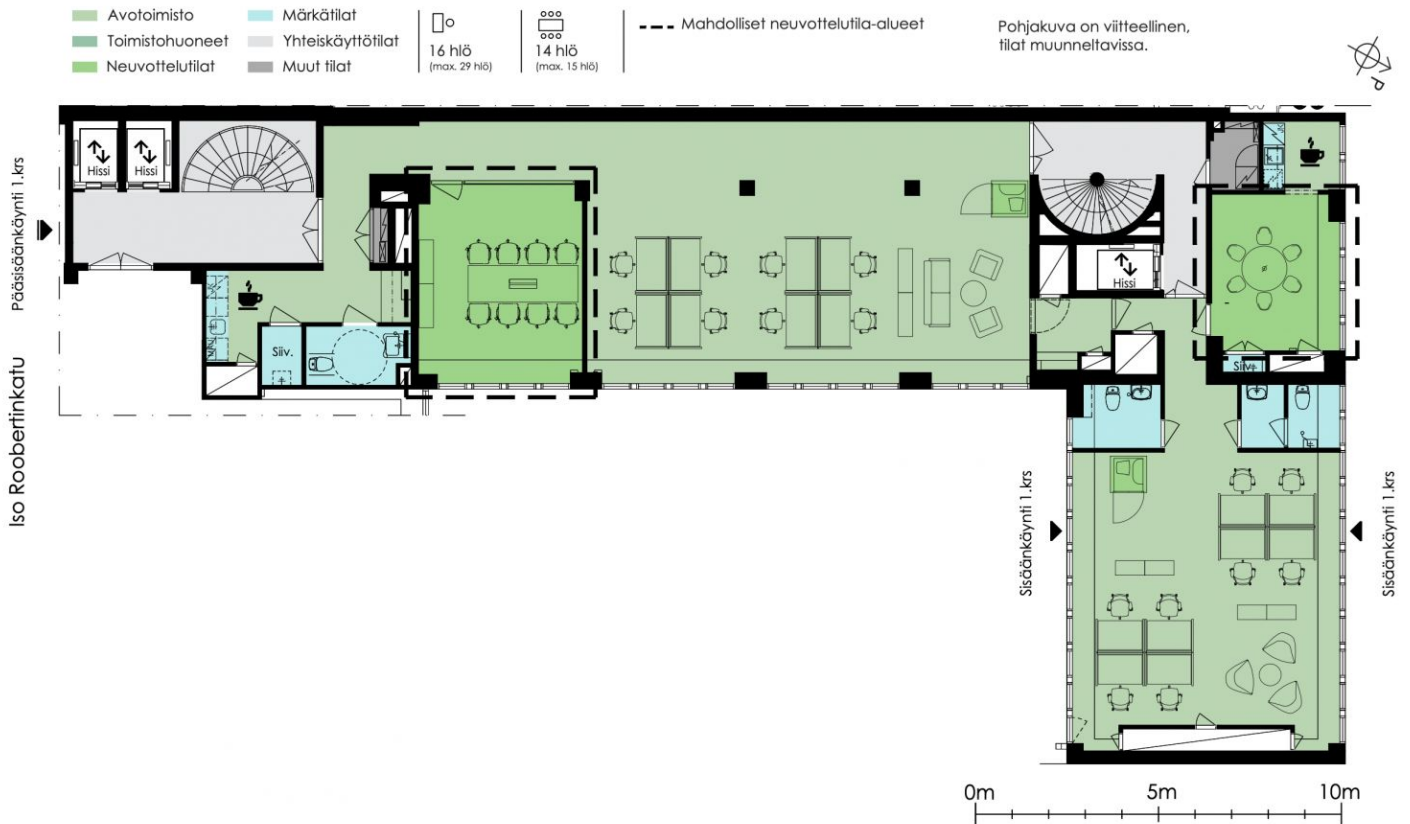 Avotoimisto
Toimistohuoneet
Neuvottelutilat
Märkätilat
Yhteiskäyttötilat
Muut tilat
16 hlö
(max. 29 hlö)
14 hlö
(max. 15 hlö)
Mahdolliset neuvottelutila-alueet
Pohjakuva on viitteellinen,
tilat muunneltavissa.
P
Pääsisäänkäynti 1.krs
Iso Roobertinkatu
Hissi
Hissi
Siiv.
Hissi
Siiv.
Sisäänkäynti 1.krs
Sisäänkäynti 1.krs
0m
5m
10m